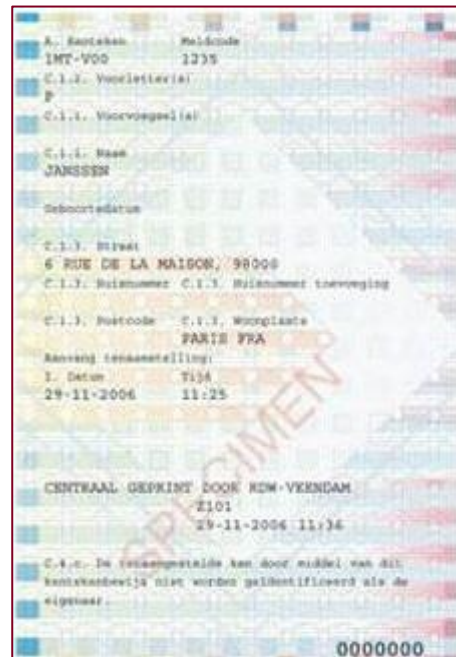 A. Kenteken Meldcode
1MT-V00 1235
C.1.2. Voorletter(s)
P
C.1.1. Voorvoegsel(s)
C.1.1. Naam
JANSSEN
Geboortedatum
C.1.3. Straat
6 RUE DE LA MAISON, 98000
C.1.3. Huisnummer C.1.3. Huisnummer toevoeging
C.1.3. Postcode C.1.3. Woonplaats
PARIS FRA
Aanvang tenaamstelling:
I. Datum Tijd
29-11-2006 11:25
SPECIMEN
CENTRAAL GEPRINT DOOR RDW-VEENDAM
Z101
29-11-2006 11:36
C.4.c. De tenaamgestelde kan door middel van dit
kentekenbewijs niet worden geïdentificeerd als de
eigenaar.
0000000